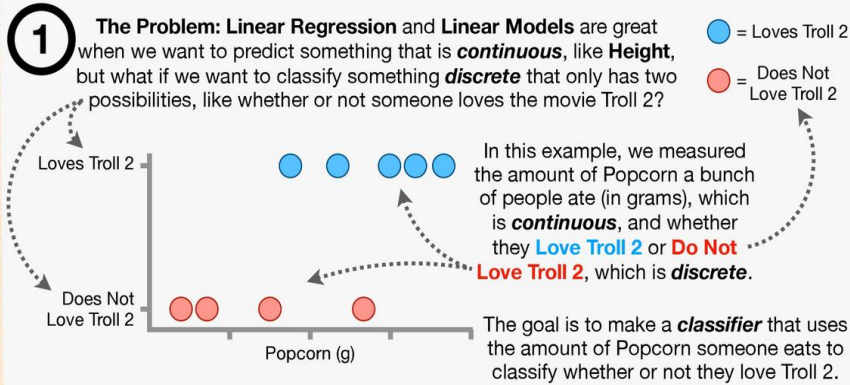 1
The Problem: Linear Regression and Linear Models are great
when we want to predict something that is continuous, like Height,
but what if we want to classify something discrete that only has two
possibilities, like whether or not someone loves the movie Troll 2?
= Loves Troll 2
= Does Not
Love Troll 2
Loves Troll 2
Does Not
Love Troll 2
Popcorn (g)
In this example, we measured
the amount of Popcorn a bunch
of people ate (in grams), which
is continuous, and whether
they Love Troll 2 or Do Not
Love Troll 2, which is discrete.
The goal is to make a classifier that uses
the amount of Popcorn someone eats to
classify whether or not they love Troll 2.